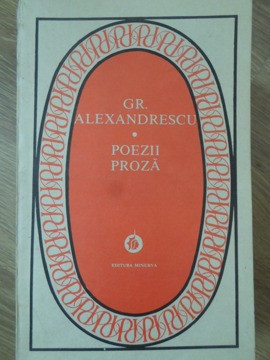 GR.
ALEXANDRESCU
POEZII
PROZĂ
EDITURA MINERVA